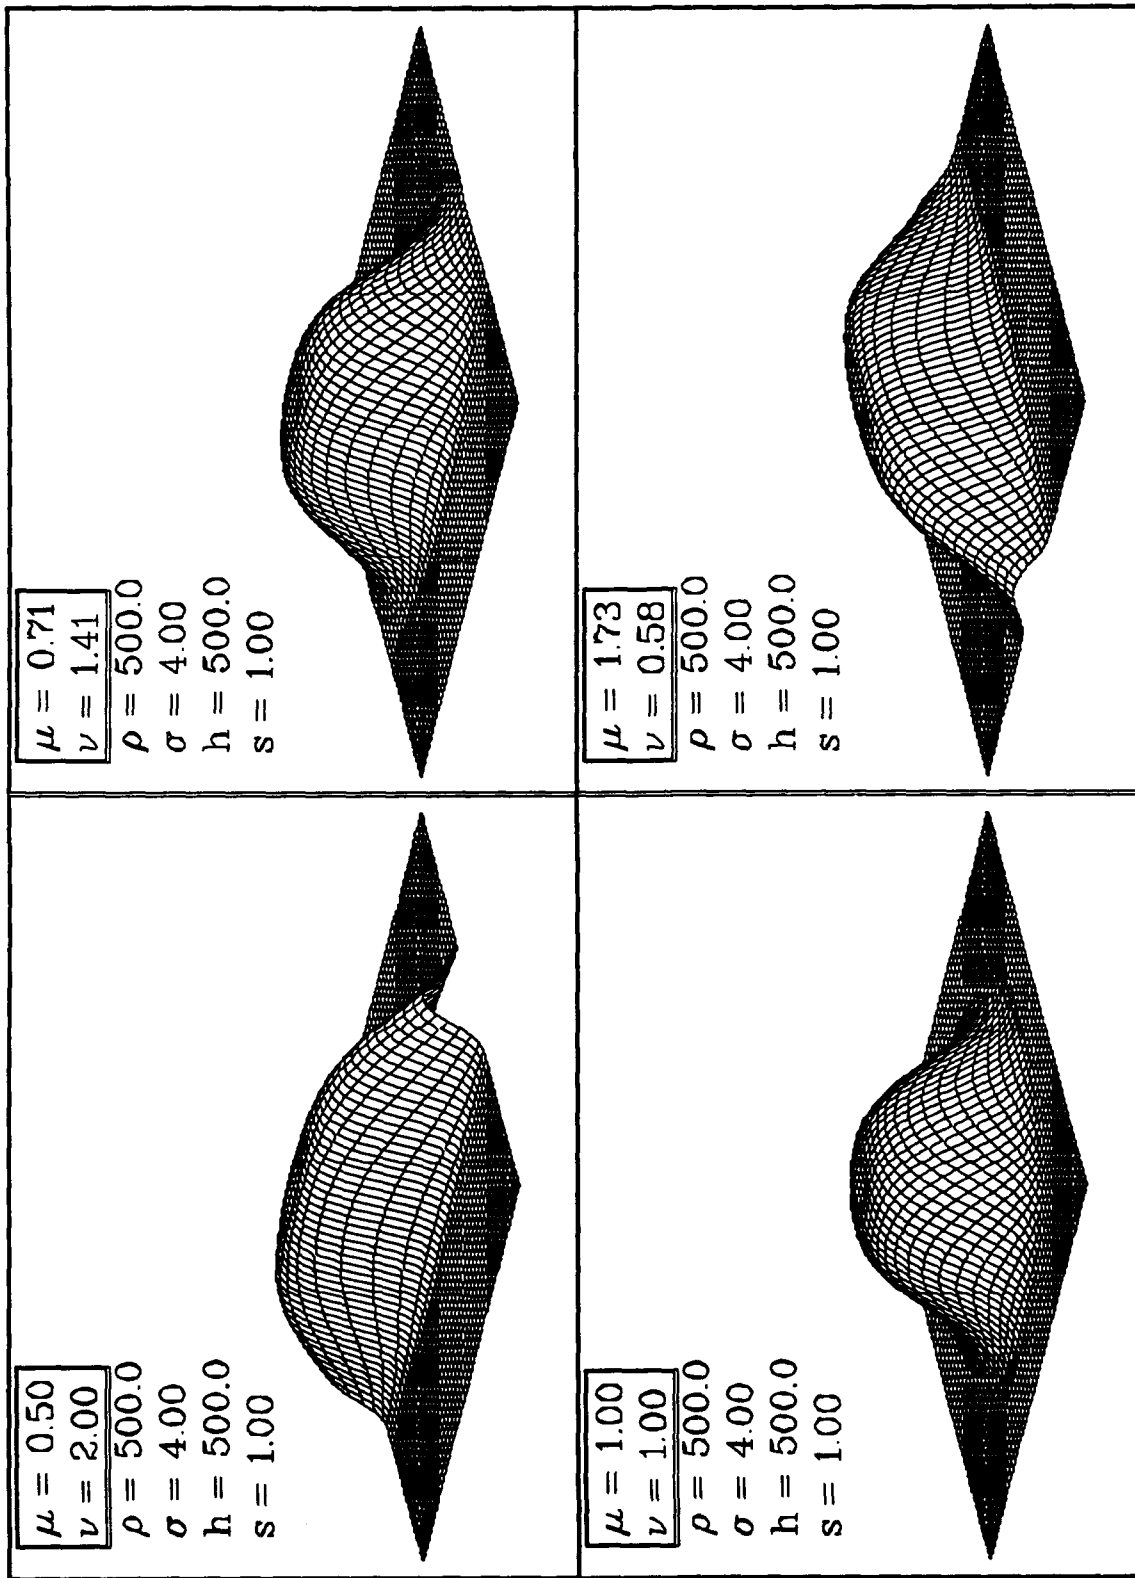 μ = 0.50
ν = 2.00
ρ = 500.0
σ = 4.00
h = 500.0
s = 1.00
μ = 0.71
ν = 1.41
ρ = 500.0
σ = 4.00
h = 500.0
s = 1.00
μ = 1.00
ν = 1.00
ρ = 500.0
σ = 4.00
h = 500.0
s = 1.00
μ = 1.73
ν = 0.58
ρ = 500.0
σ = 4.00
h = 500.0
s = 1.00